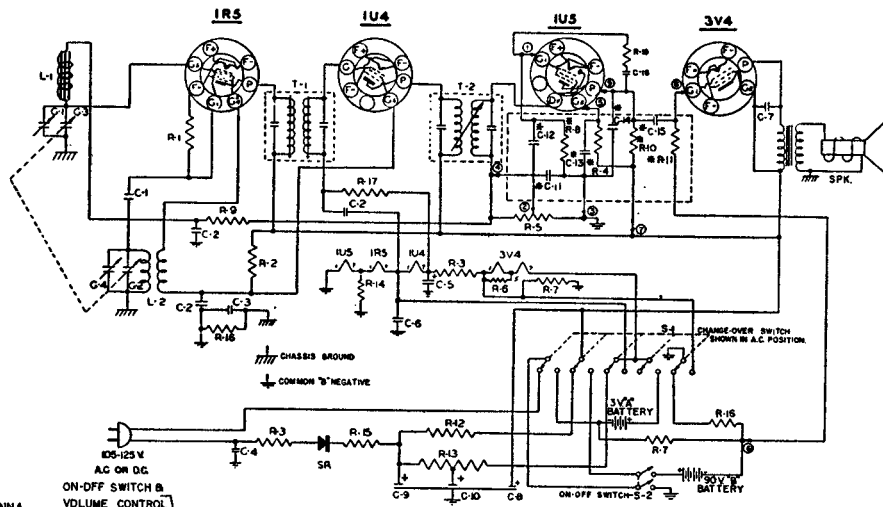 1R5
1U4
1U5
3V4
F+
F+
F+
F+
L-1
T-1
T-2
R-1
C-1
G-3
R-8
C-12
C-13
R-4
C-14
C-15
R-10
R-11
C-7
SPK.
C-1
R-17
C-11
R-9
C-2
C-2
R-5
G-4
G-2
L-2
R-2
1U5
1R5
1U4
R-3
3V4
R-14
C-5
R-6
R-7
C-2
C-3
R-16
C-6
S-1
CHANGE-OVER SWITCH
SHOWN IN A.C. POSITION.
CHASSIS GROUND
COMMON "B" NEGATIVE
3V "A"
BATTERY
R-16
R-12
R-7
R-3
R-15
R-13
C-4
SR
105-125 V.
A.C OR D.C.
C-9
C-10
C-8
ON-OFF SWITCH-S-2
90V "B"
BATTERY
ON-OFF SWITCH &
VOLUME CONTROL